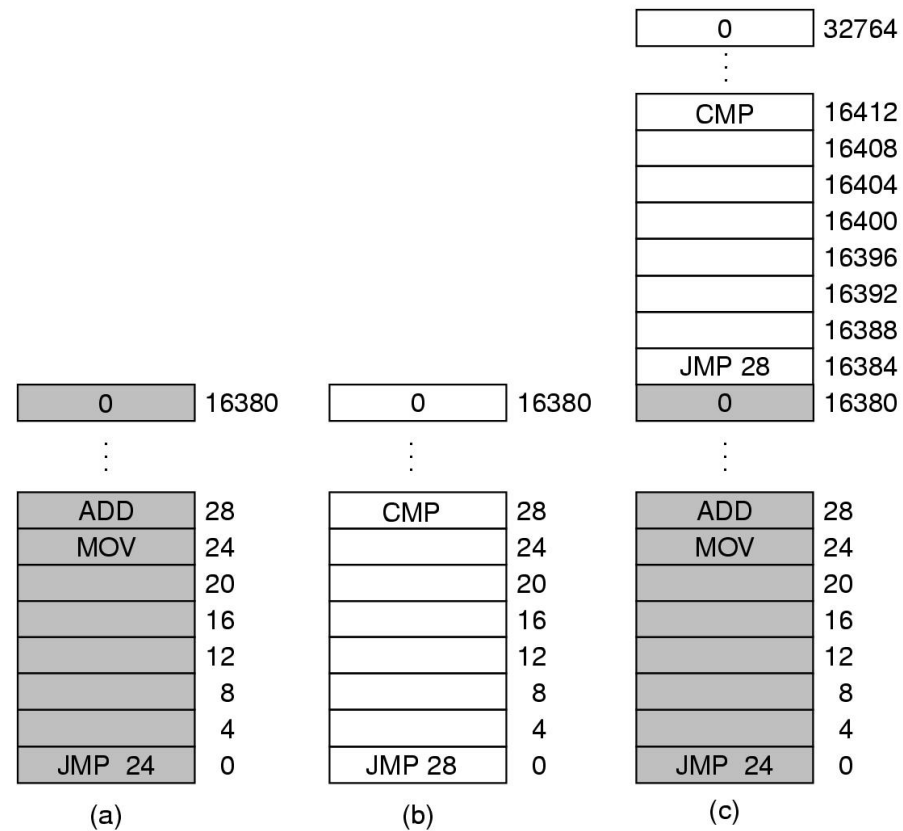 0 32764
CMP 16412
16408
16404
16400
16396
16392
16388
JMP 28 16384
0 16380 0 16380 0 16380
ADD 28 CMP 28 ADD 28
MOV 24 24 MOV 24
20 20 20
16 16 16
12 12 12
8 8 8
4 4 4
JMP 24 0 JMP 28 0 JMP 24 0
(a) (b) (c)